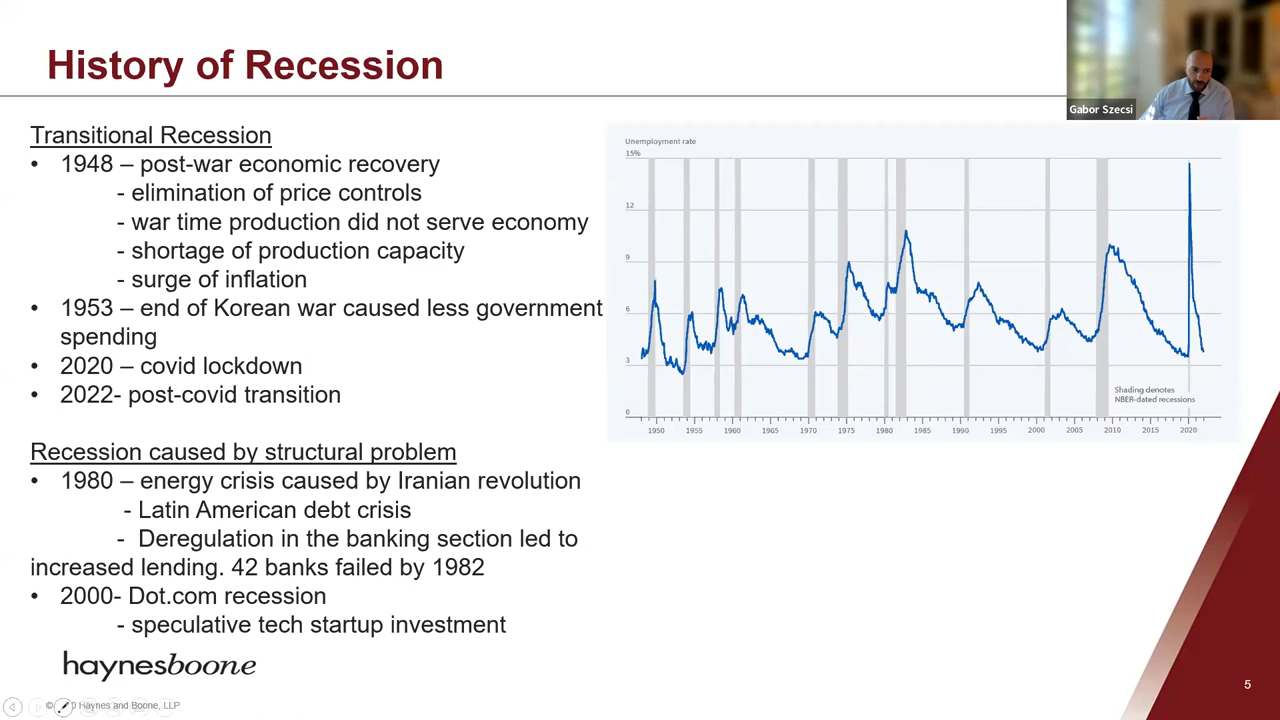 History of Recession
Gabor Szecsi
Transitional Recession
• 1948 – post-war economic recovery
- elimination of price controls
- war time production did not serve economy
- shortage of production capacity
- surge of inflation
• 1953 – end of Korean war caused less government
spending
• 2020 – covid lockdown
• 2022- post-covid transition
Recession caused by structural problem
• 1980 – energy crisis caused by Iranian revolution
- Latin American debt crisis
- Deregulation in the banking section led to
increased lending. 42 banks failed by 1982
• 2000- Dot.com recession
- speculative tech startup investment
Unemployment rate
15%
12
9
6
3
0
Shading denotes
NBER-dated recessions
1950 1955 1960 1965 1970 1975 1980 1985 1990 1995 2000 2005 2010 2015 2020
haynesboone
© Haynes and Boone, LLP
5